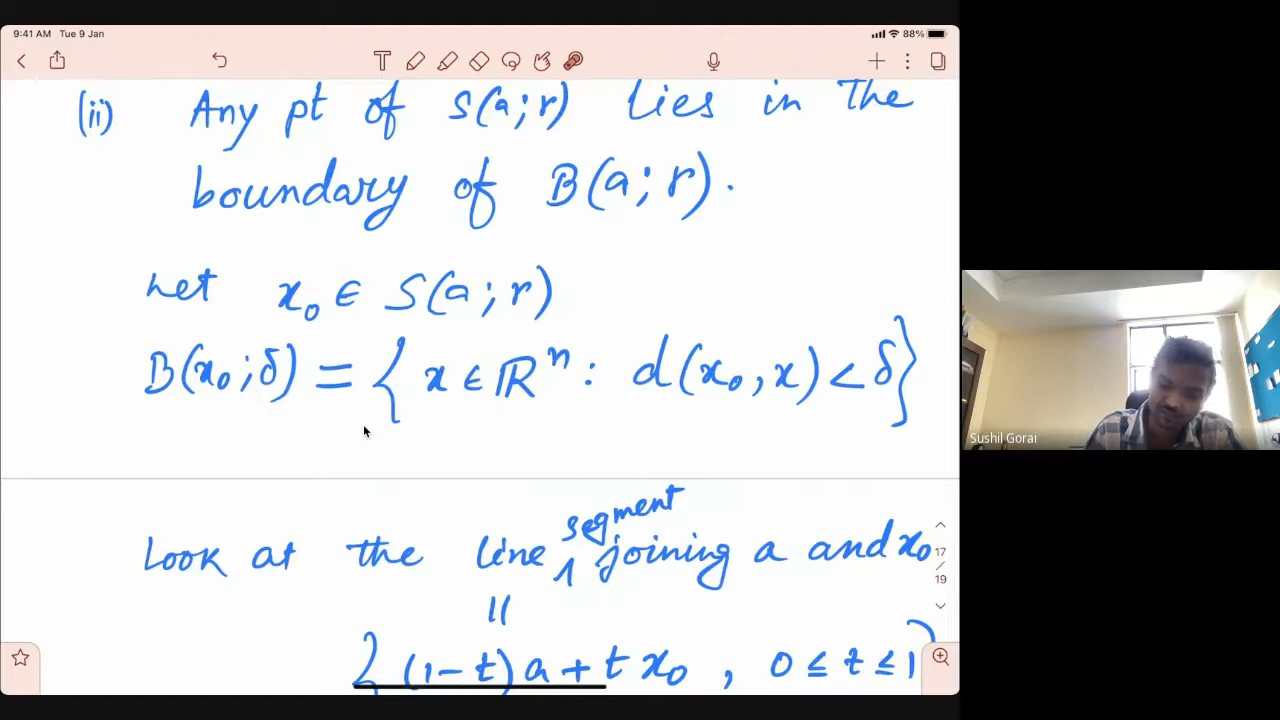 9:41 AM Tue 9 Jan
88%
(ii) Any pt of S(a;r) lies in the
boundary of B(a;r).
Let x₀ ∈ S(a;r)
B(x₀;δ) = { x ∈ ℝⁿ : d(x₀,x) < δ }
segment
Look at the line ∧ joining a and x₀
17
/
19
||
{ (1-t)a + t x₀ , 0 ≤ t ≤ 1 }
Sushil Gorai